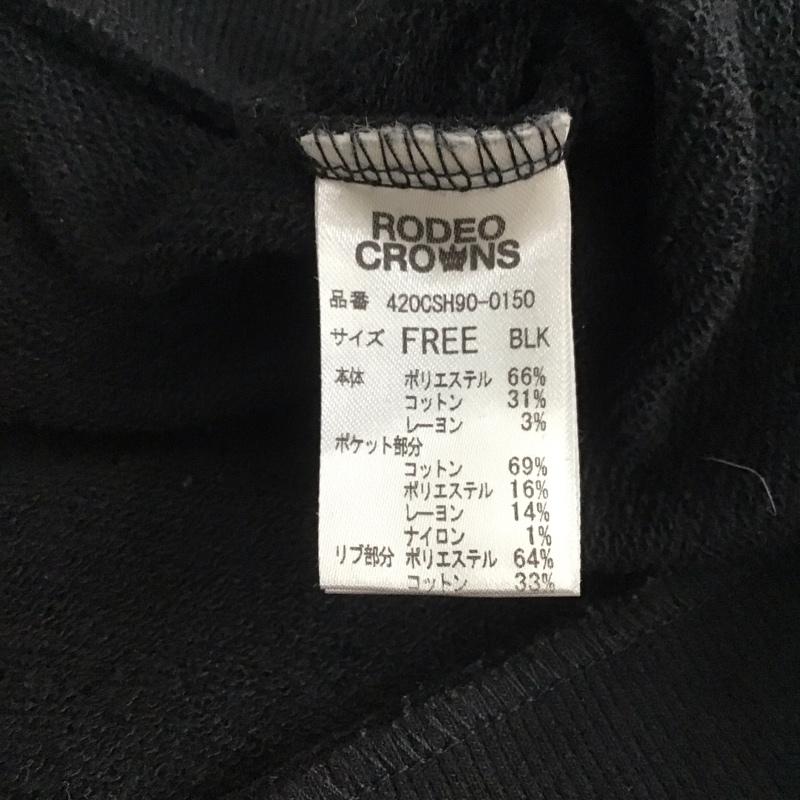 RODEO
CROWNS
品番 420CSH90-0150
サイズ FREE BLK
本体 ポリエステル 66%
コットン 31%
レーヨン 3%
ポケット部分
コットン 69%
ポリエステル 16%
レーヨン 14%
ナイロン 1%
リブ部分 ポリエステル 64%
コットン 33%